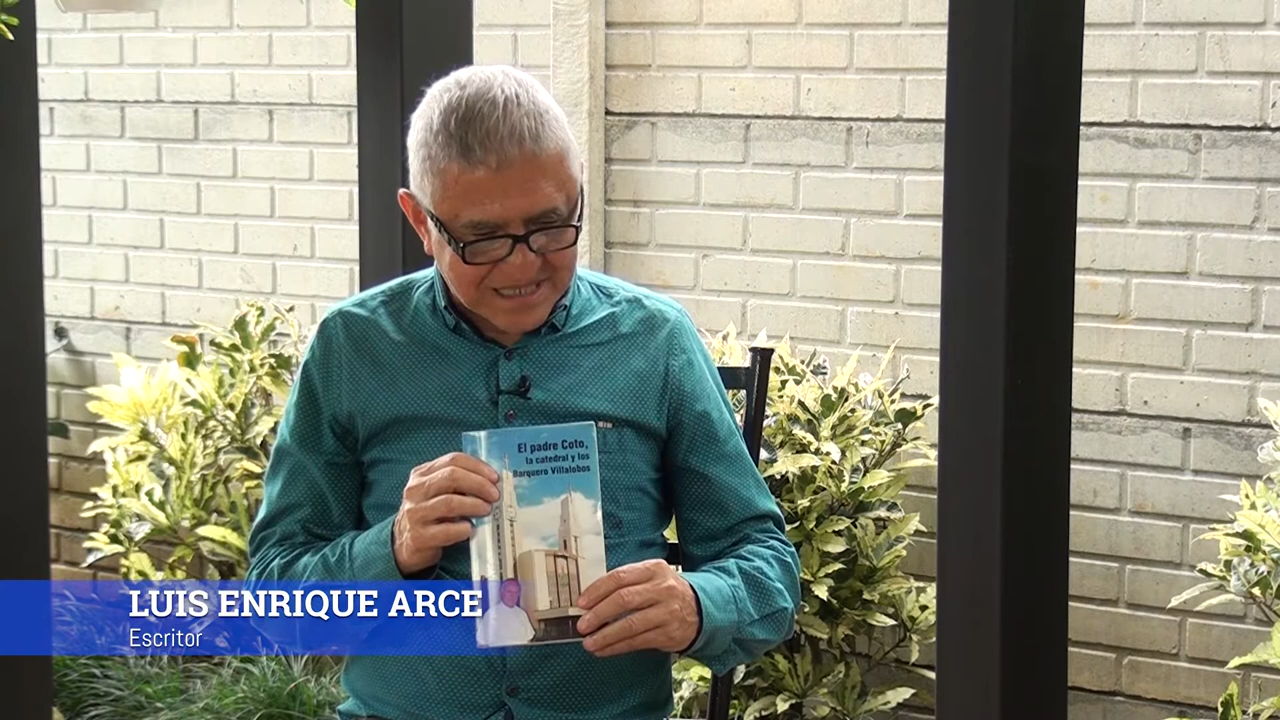 El padre Coto,
la catedral y los
Barquero Villalobos
LUIS ENRIQUE ARCE
Escritor